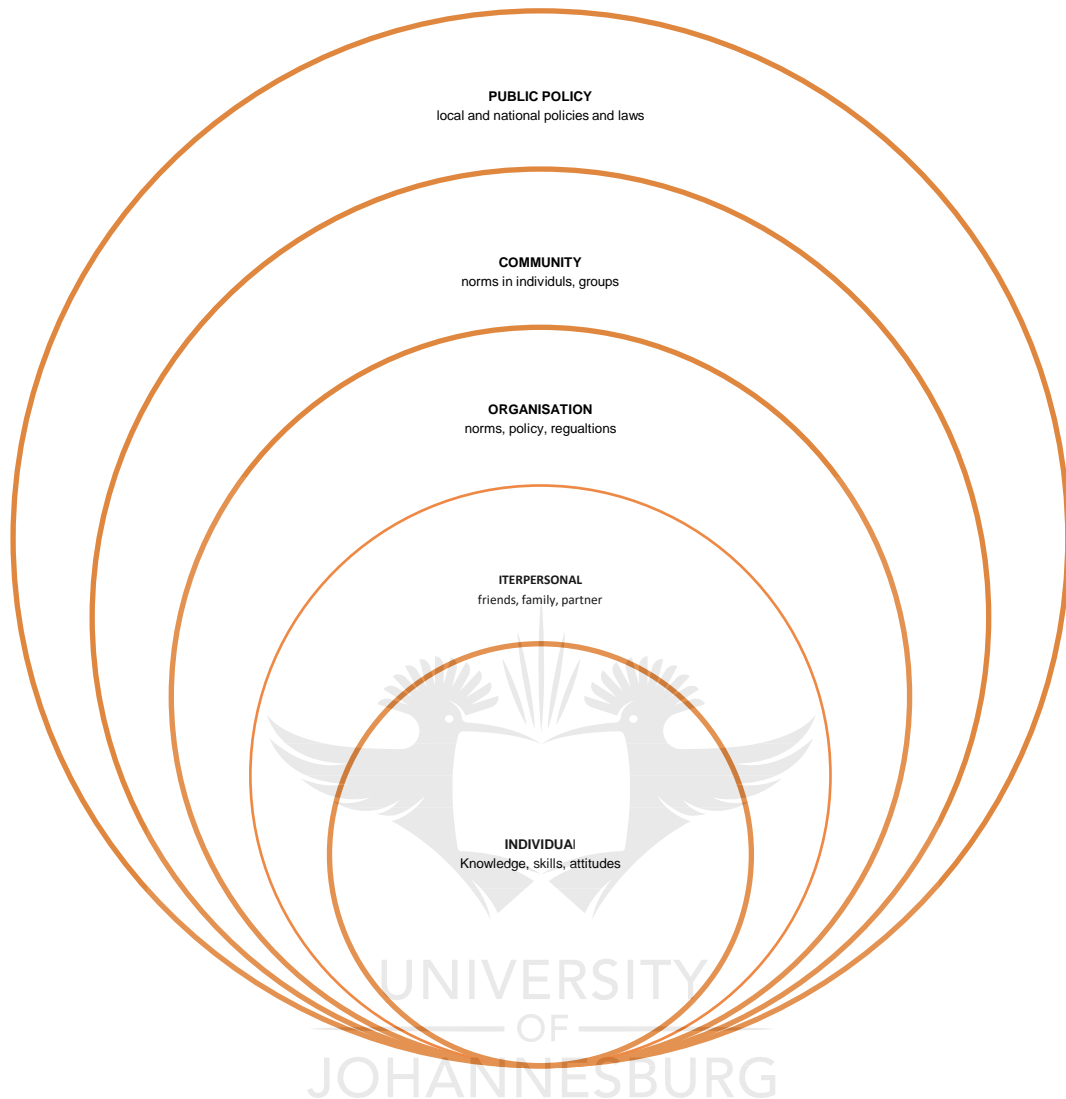 PUBLIC POLICY
local and national policies and laws
COMMUNITY
norms in individuls, groups
ORGANISATION
norms, policy, regualtions
ITERPERSONAL
friends, family, partner
INDIVIDUAL
Knowledge, skills, attitudes
UNIVERSITY
OF
JOHANNESBURG